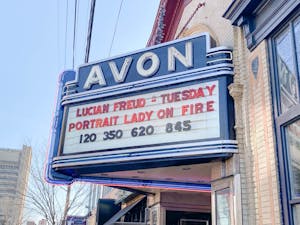 AVON
LUCIAN FREUD - TUESDAY
PORTRAIT LADY ON FIRE
120 350 620 845